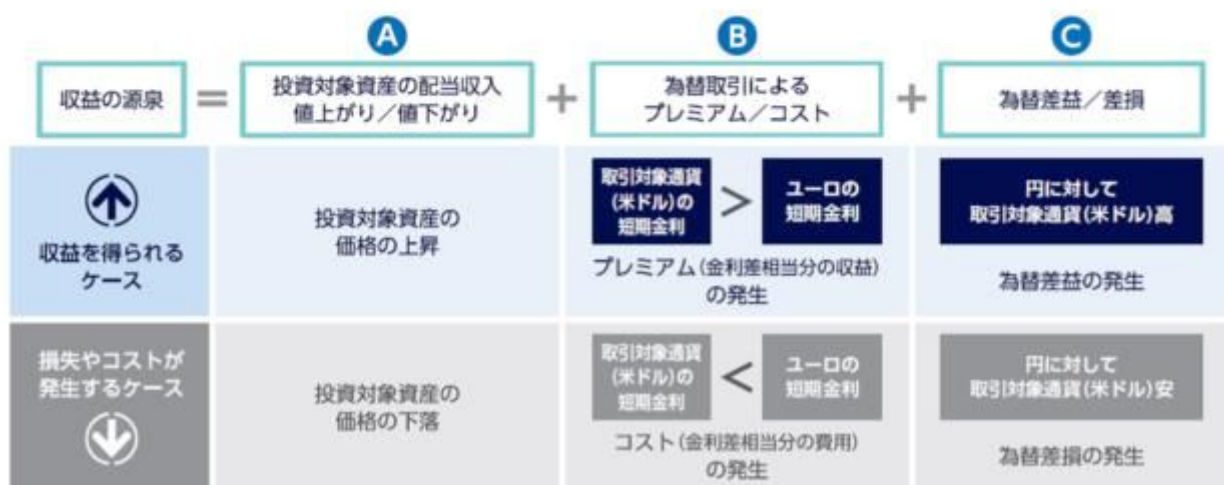 A
B
C
収益の源泉
=
投資対象資産の配当収入
値上がり/値下がり
+
為替取引による
プレミアム/コスト
+
為替差益/差損
収益を得られる
ケース
投資対象資産の
価格の上昇
取引対象通貨
(米ドル)の
短期金利
>
ユーロの
短期金利
プレミアム(金利差相当分の収益)
の発生
円に対して
取引対象通貨(米ドル)高
為替差益の発生
損失やコストが
発生するケース
投資対象資産の
価格の下落
取引対象通貨
(米ドル)の
短期金利
<
ユーロの
短期金利
コスト(金利差相当分の費用)
の発生
円に対して
取引対象通貨(米ドル)安
為替差損の発生